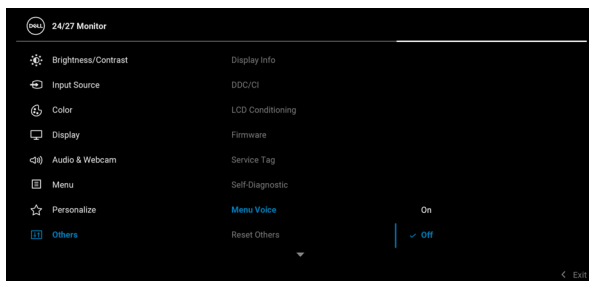 DELL 24/27 Monitor
Brightness/Contrast Display Info
Input Source DDC/CI
Color LCD Conditioning
Display Firmware
Audio & Webcam Service Tag
Menu Self-Diagnostic
Personalize Menu Voice On
Others Reset Others Off
Exit